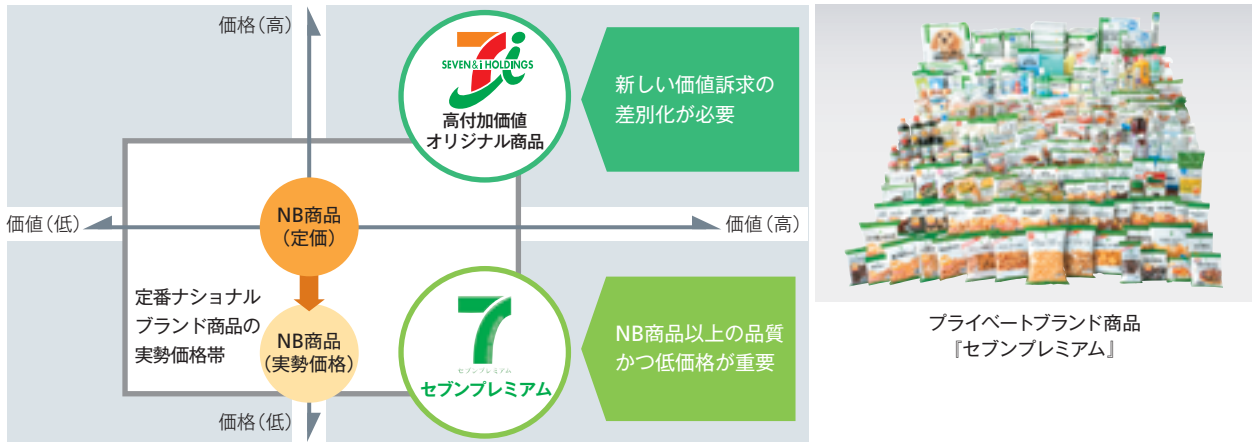 価格（高）
SEVEN&i HOLDINGS
高付加価値
オリジナル商品
新しい価値訴求の
差別化が必要
価値（低）
NB商品
（定価）
価値（高）
定番ナショナル
ブランド商品の
実勢価格帯
NB商品
（実勢価格）
セブンプレミアム
セブンプレミアム
NB商品以上の品質
かつ低価格が重要
価格（低）
プライベートブランド商品
『セブンプレミアム』